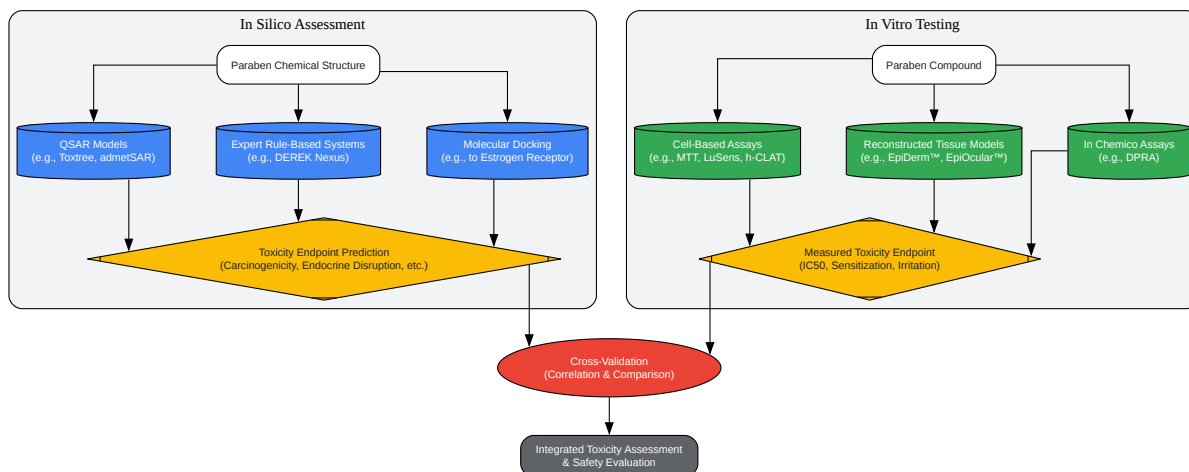 In Silico Assessment
Paraben Chemical Structure
QSAR Models
(e.g., Toxtree, admetSAR)
Expert Rule-Based Systems
(e.g., DEREK Nexus)
Molecular Docking
(e.g., to Estrogen Receptor)
Toxicity Endpoint Prediction
(Carcinogenicity, Endocrine Disruption, etc.)
In Vitro Testing
Paraben Compound
Cell-Based Assays
(e.g., MTT, LuSens, h-CLAT)
Reconstructed Tissue Models
(e.g., EpiDerm™, EpiOcular™)
In Chemico Assays
(e.g., DPRA)
Measured Toxicity Endpoint
(IC50, Sensitization, Irritation)
Cross-Validation
(Correlation & Comparison)
Integrated Toxicity Assessment
& Safety Evaluation